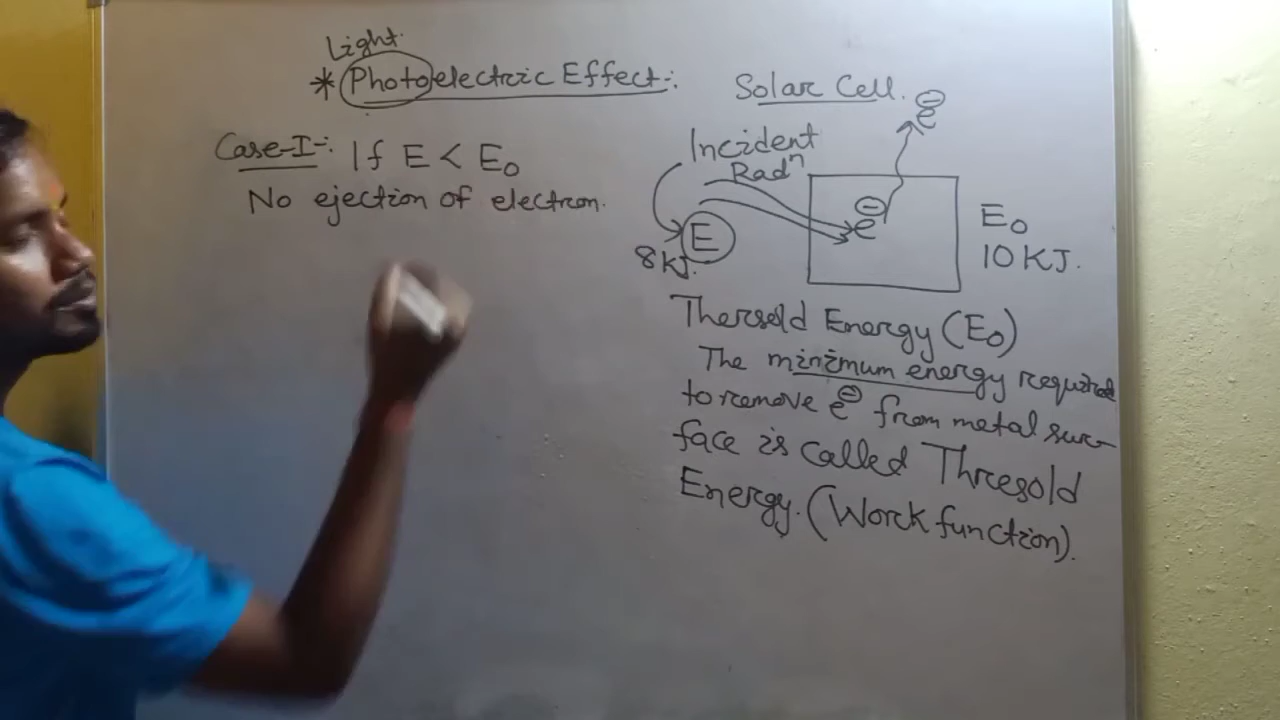 Light.
* Photoelectric Effect:-
Case-I-: If E < E₀
No ejection of electron.
Solar Cell.
e⊖
Incident
Radⁿ
E
8 KJ.
e⊖
E₀
10 KJ.
Thersold Energy (E₀)
The minimum energy required
to remove e⊖ from metal sur-
face is called Thresold
Energy. (Work function).